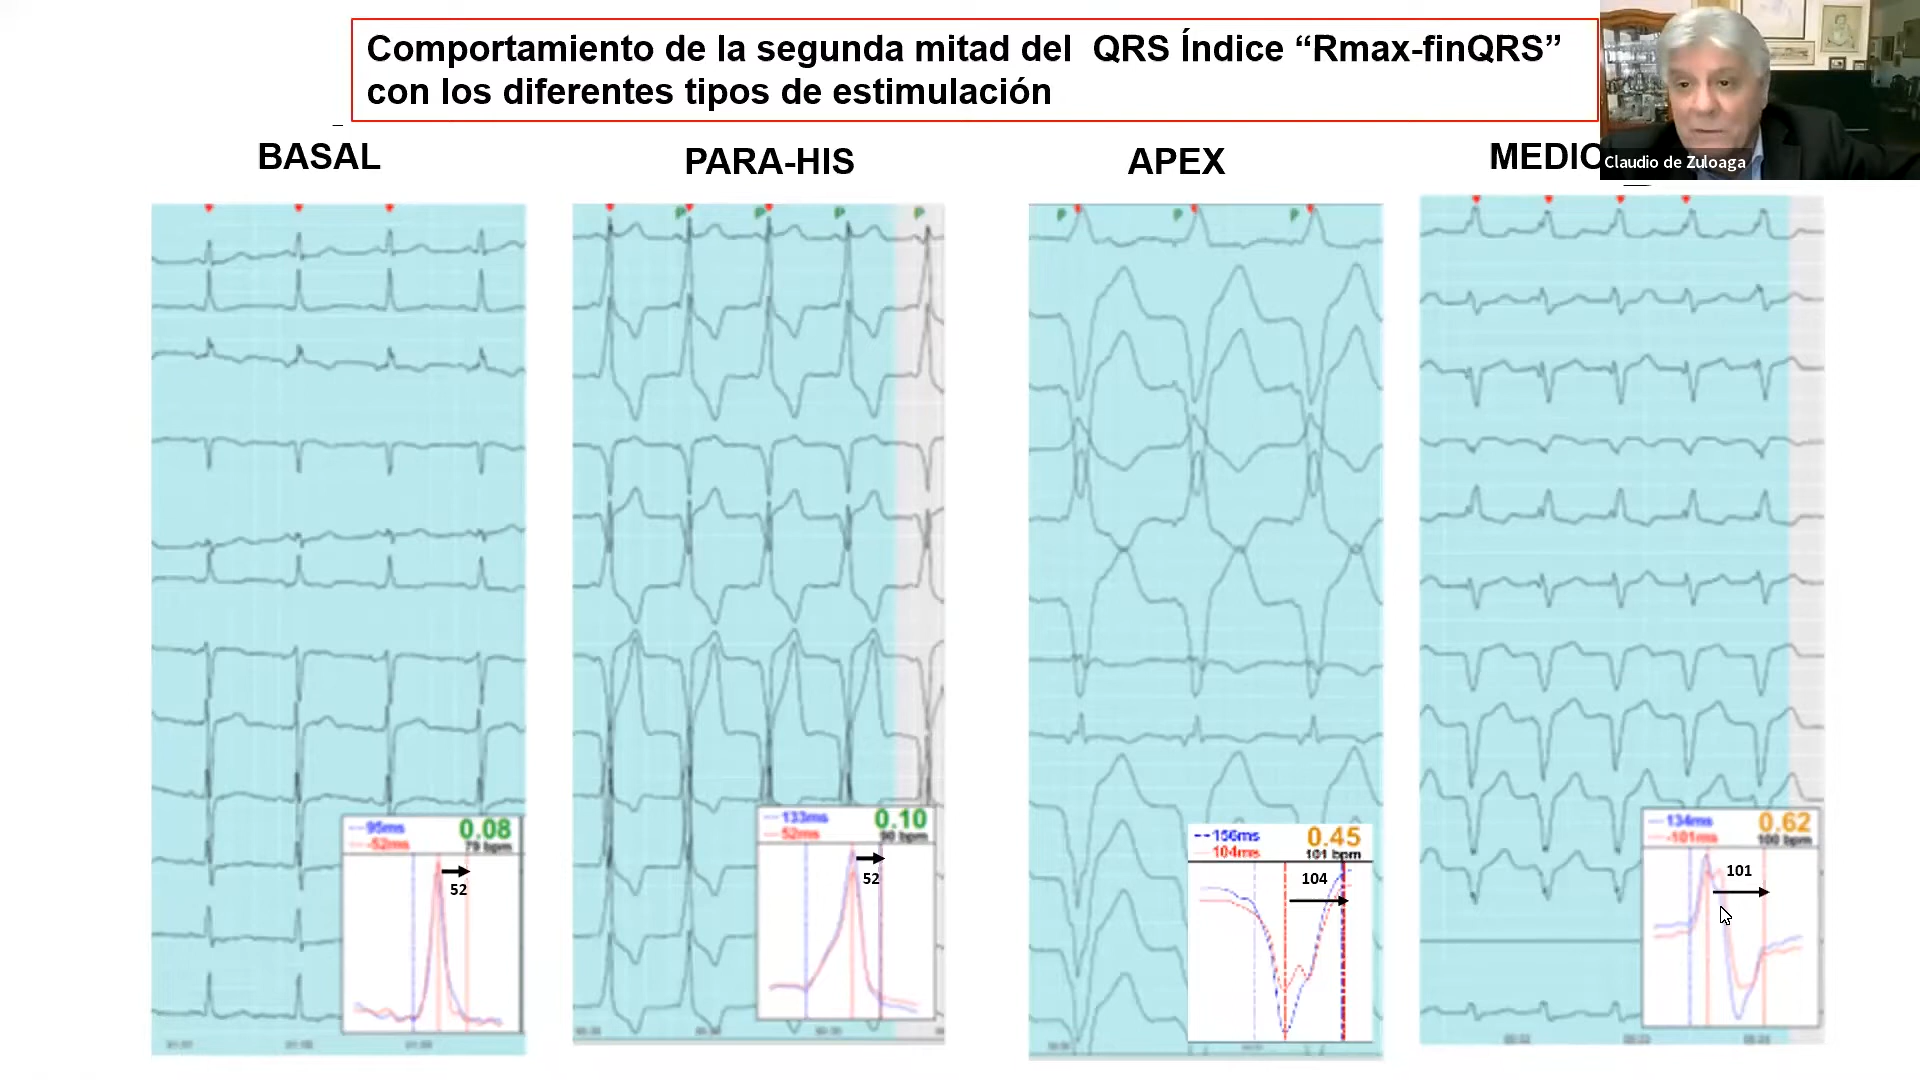 Comportamiento de la segunda mitad del QRS Índice “Rmax-finQRS”
con los diferentes tipos de estimulación
Claudio de Zuloaga
BASAL
PARA-HIS
APEX
MEDIO
95ms
0.08
-52ms
79 bpm
52
133ms
0.10
52ms
90 bpm
52
156ms
0.45
104ms
101 bpm
104
134ms
0.62
-101ms
100 bpm
101
P
P
P